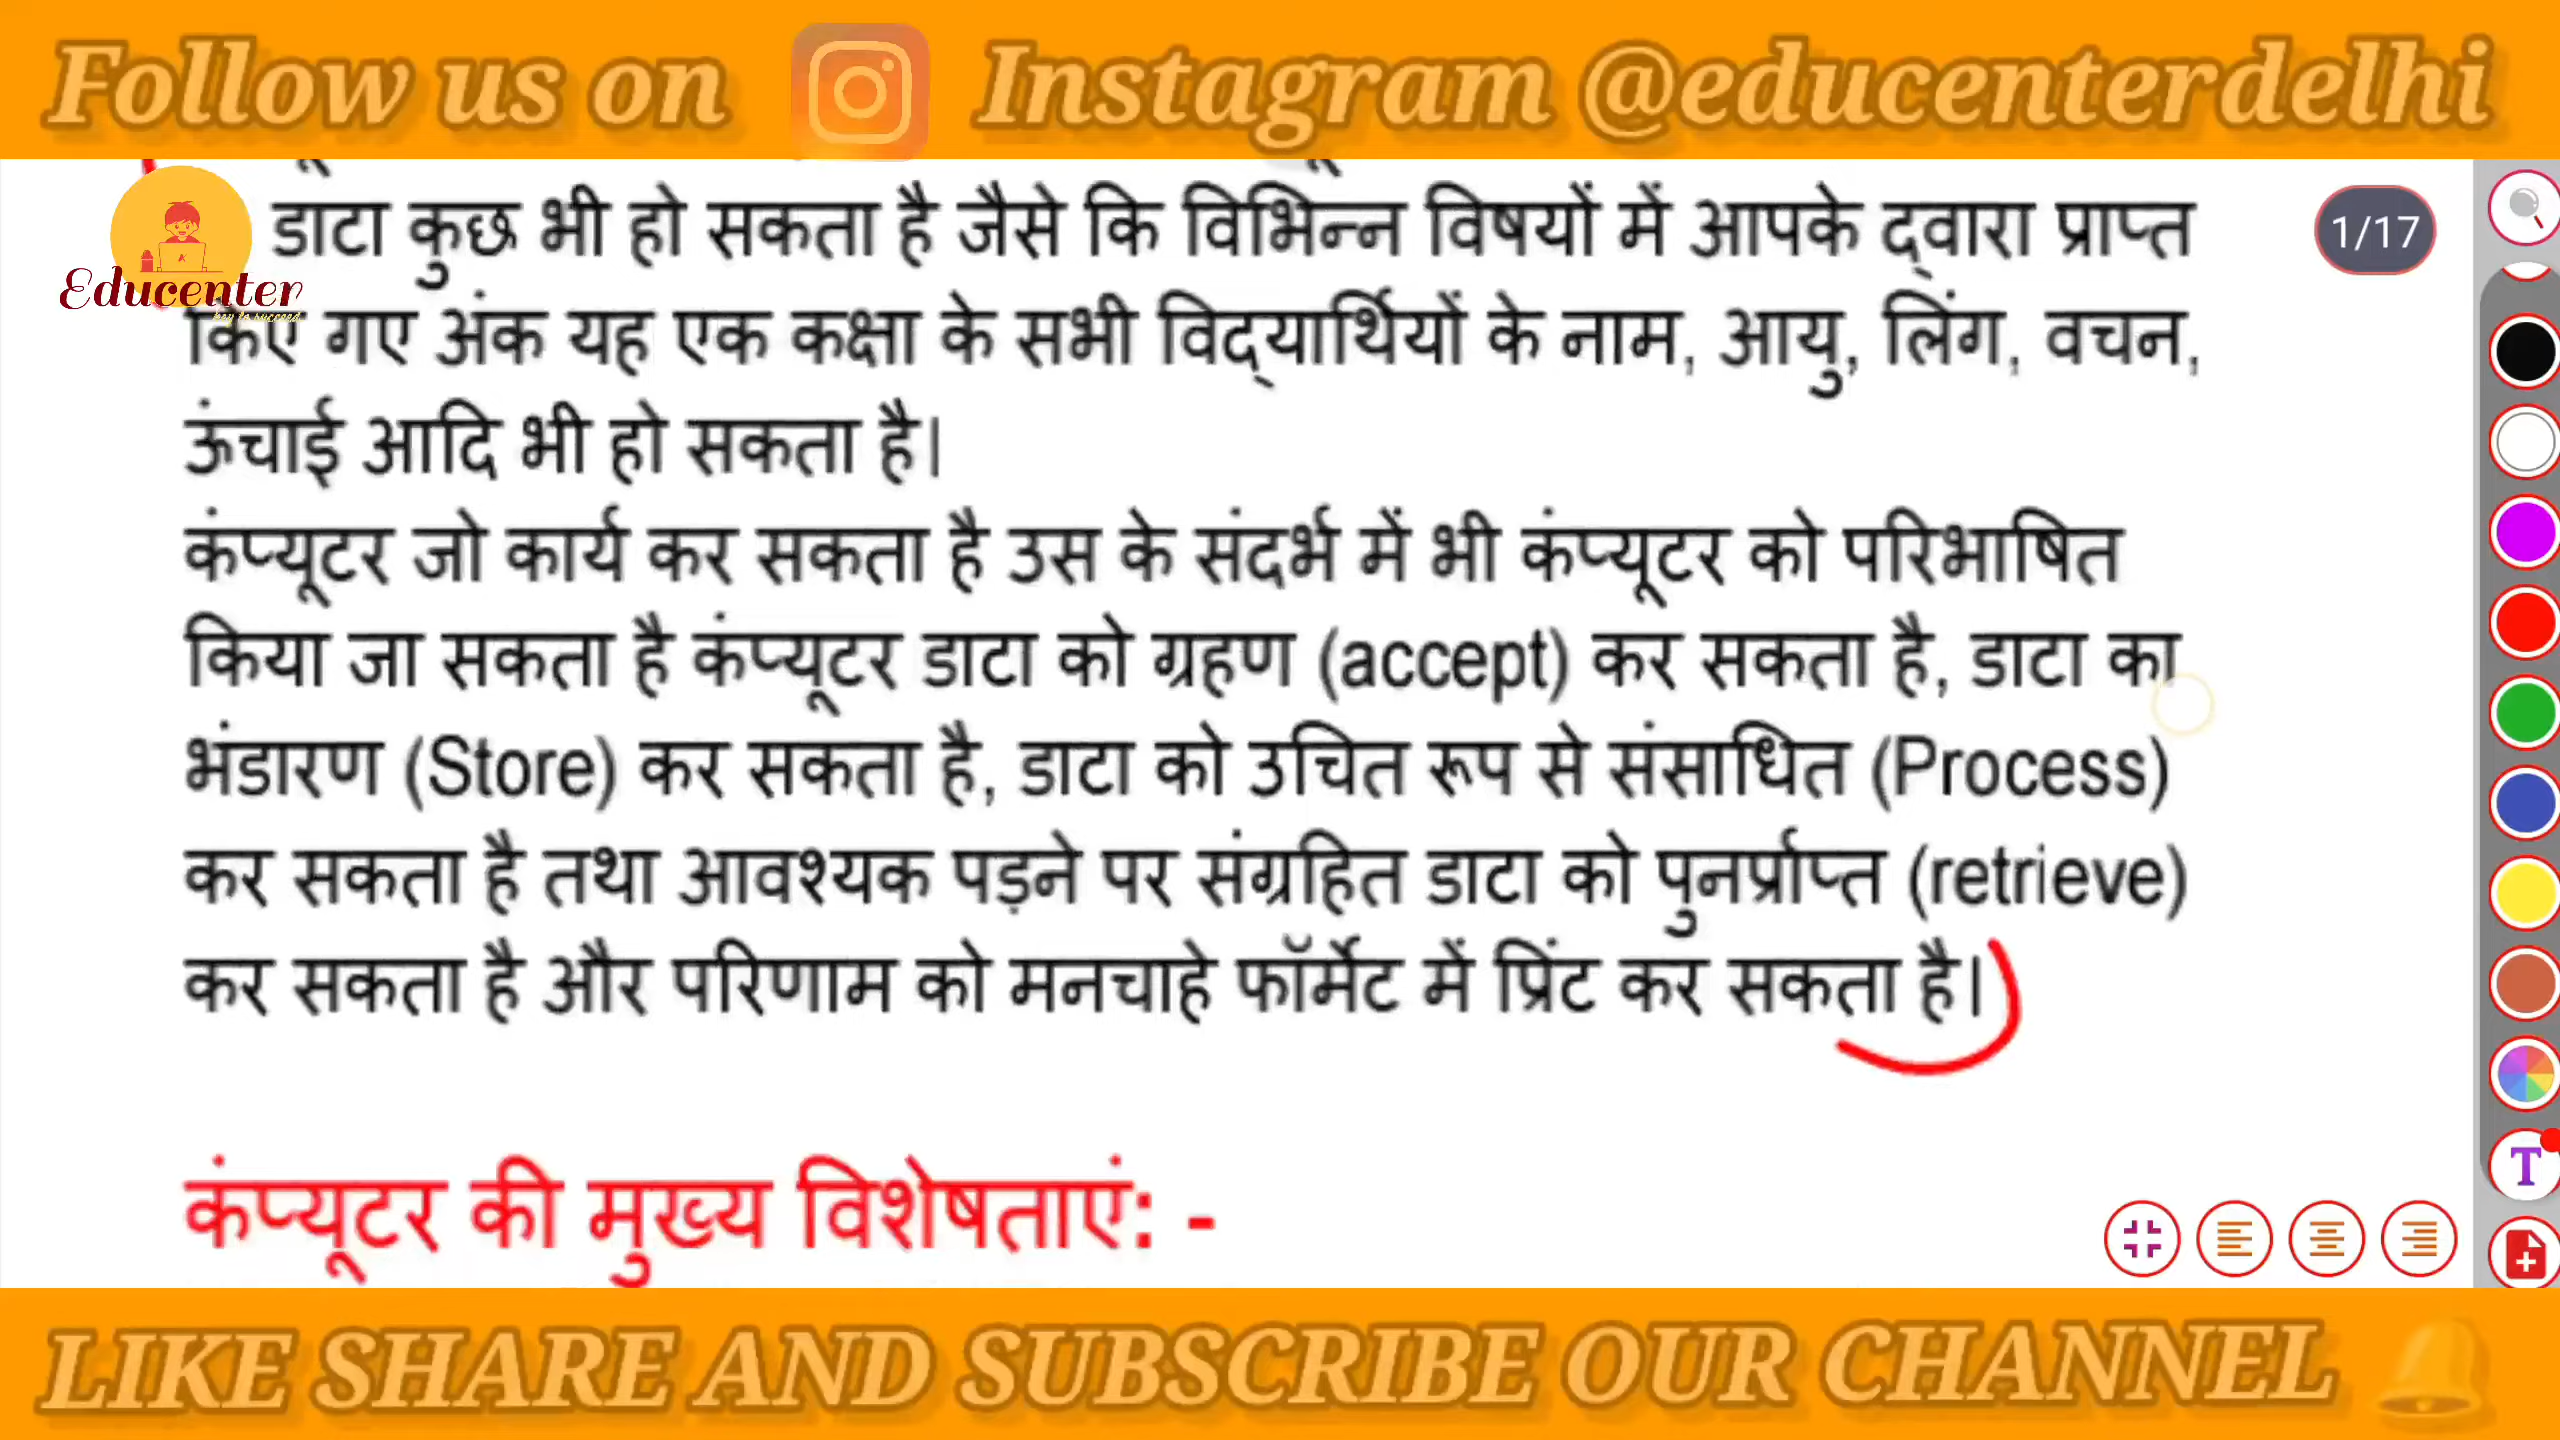 Follow us on Instagram @educenterdelhi
डाटा कुछ भी हो सकता है जैसे कि विभिन्न विषयों में आपके द्वारा प्राप्त
1/17
Educenter
key to succeed
किए गए अंक यह एक कक्षा के सभी विद्यार्थियों के नाम, आयु, लिंग, वचन,
ऊंचाई आदि भी हो सकता है।
कंप्यूटर जो कार्य कर सकता है उस के संदर्भ में भी कंप्यूटर को परिभाषित
किया जा सकता है कंप्यूटर डाटा को ग्रहण (accept) कर सकता है, डाटा का
भंडारण (Store) कर सकता है, डाटा को उचित रूप से संसाधित (Process)
कर सकता है तथा आवश्यक पड़ने पर संग्रहित डाटा को पुनर्प्राप्त (retrieve)
कर सकता है और परिणाम को मनचाहे फॉर्मेट में प्रिंट कर सकता है।
कंप्यूटर की मुख्य विशेषताएं: -
T
LIKE SHARE AND SUBSCRIBE OUR CHANNEL